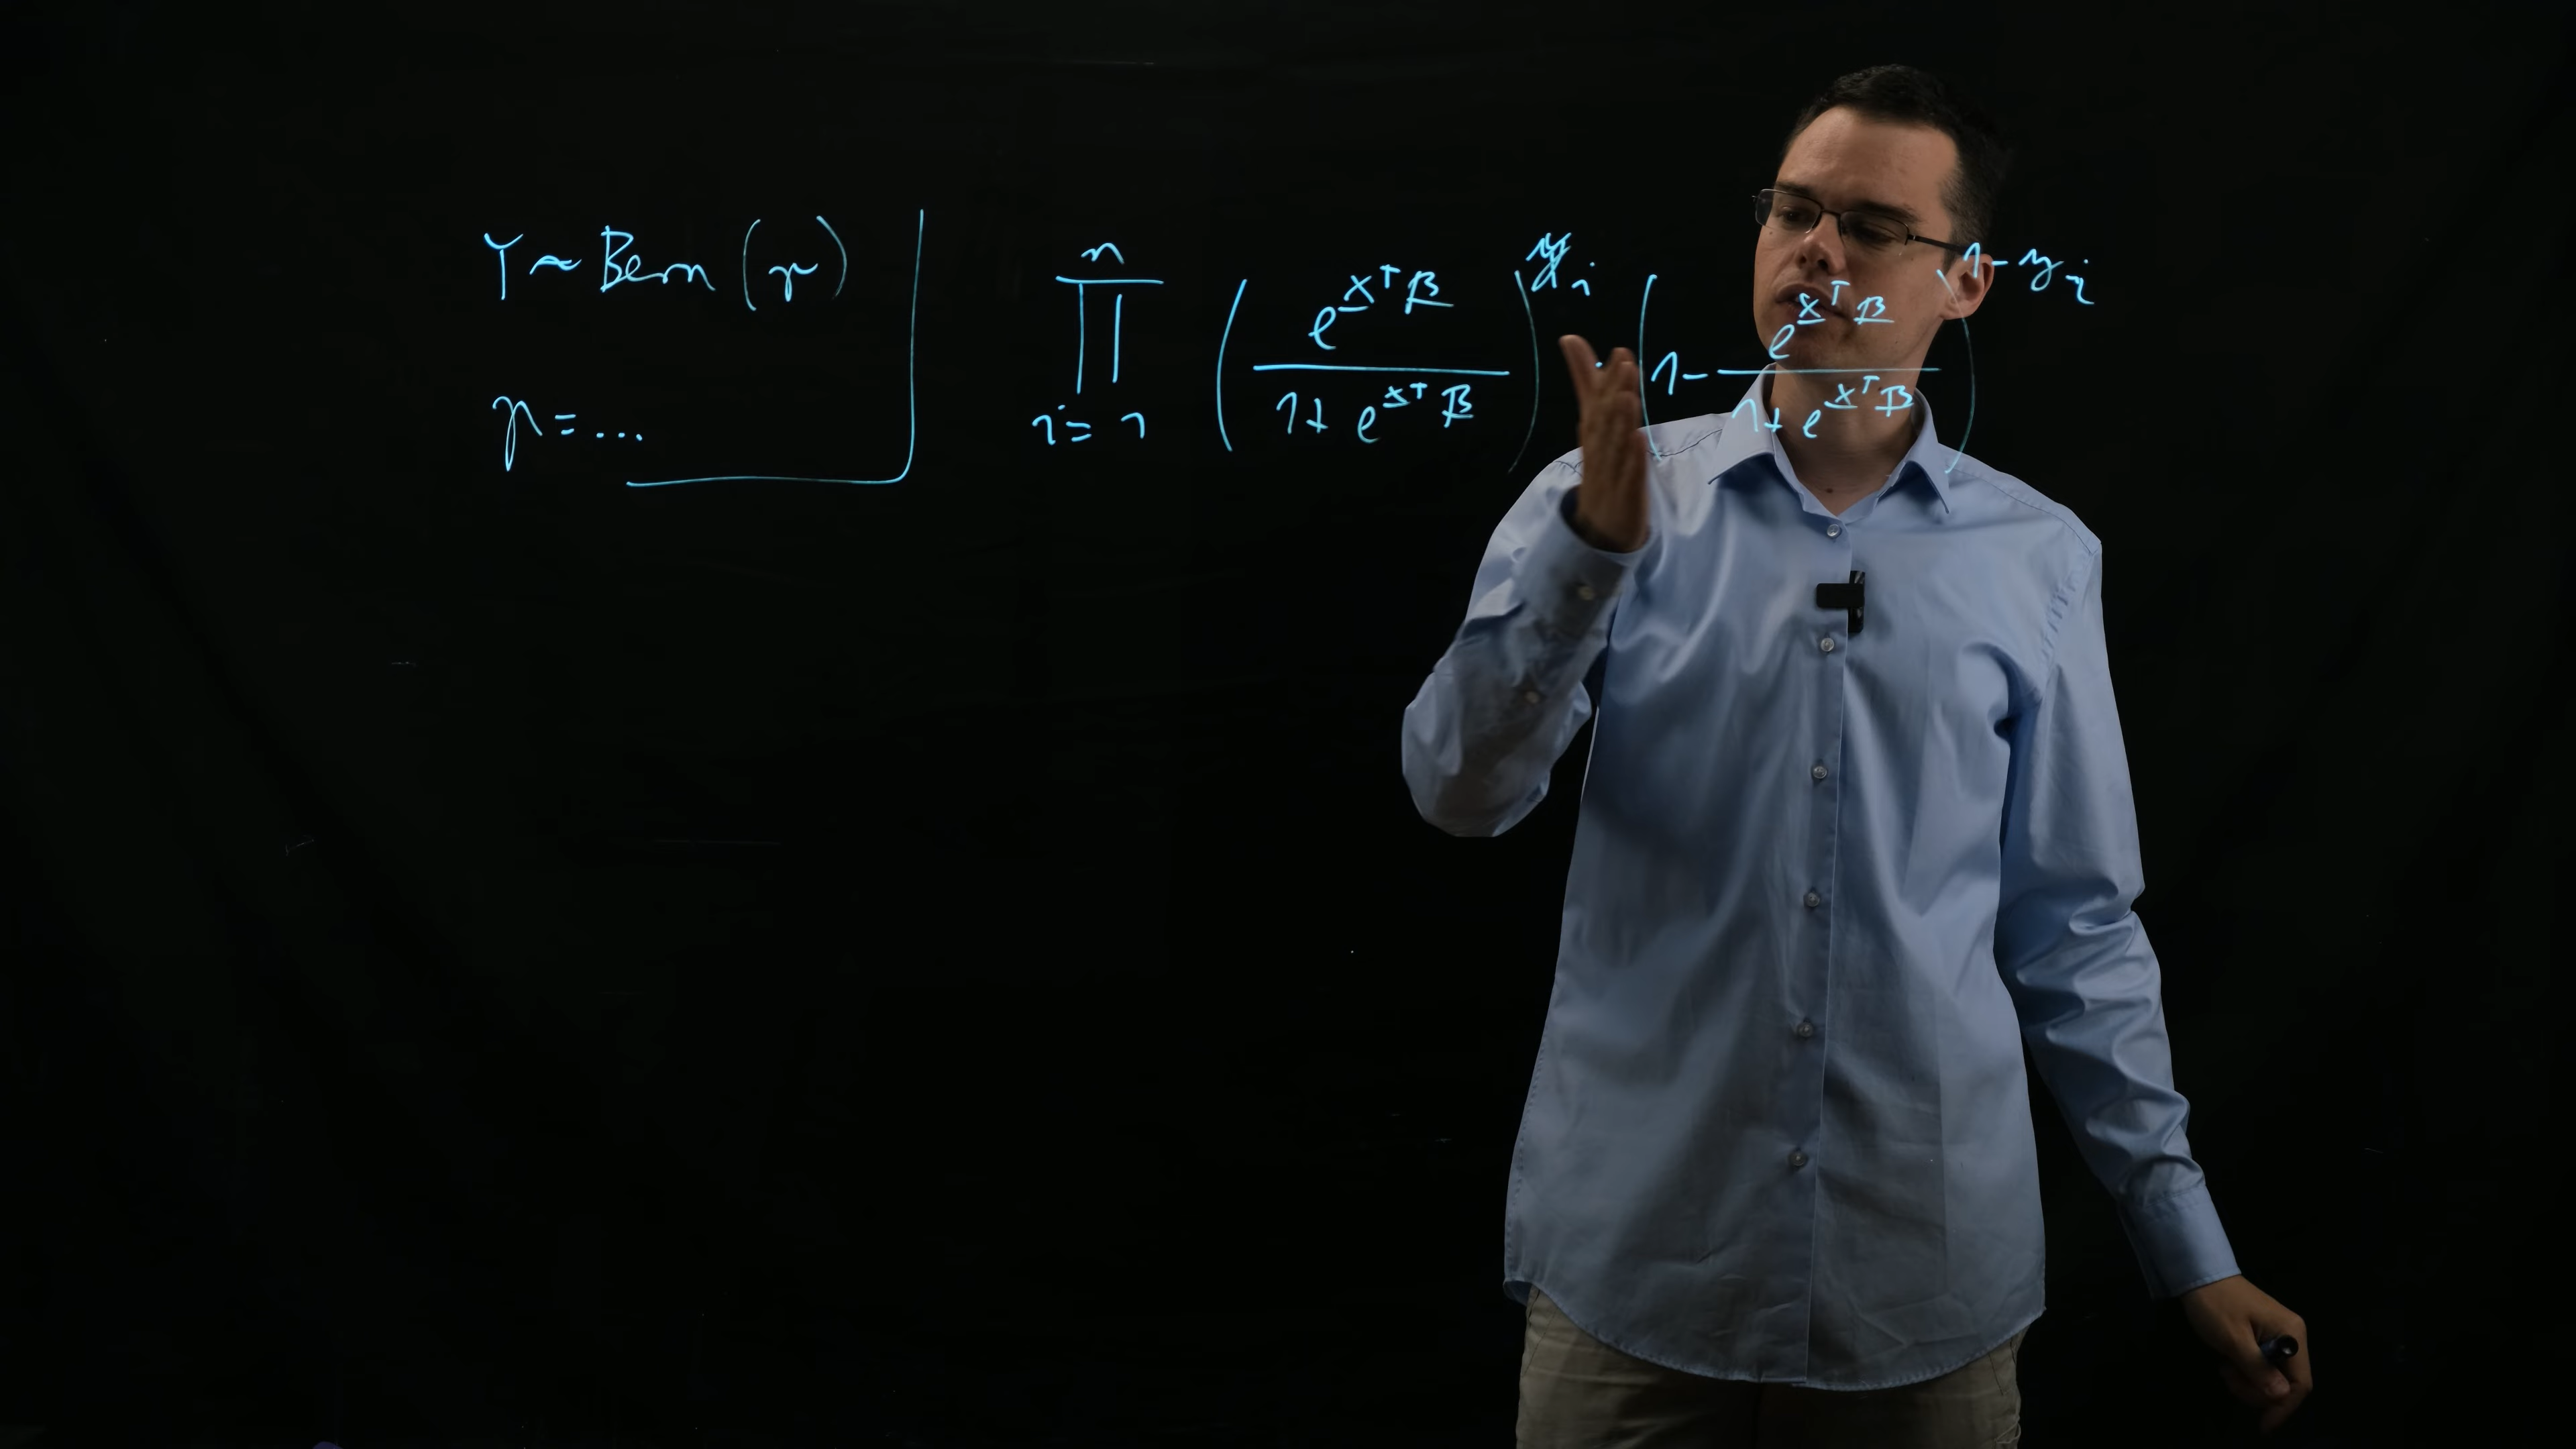 Y ~ Bern (p)
p = ...
n ∏ i = 1 ( e^{x^T β} / 1 + e^{x^T β} )^{y_i} · ( 1 - e^{x^T β} / 1 + e^{x^T β} )^{1 - y_i}